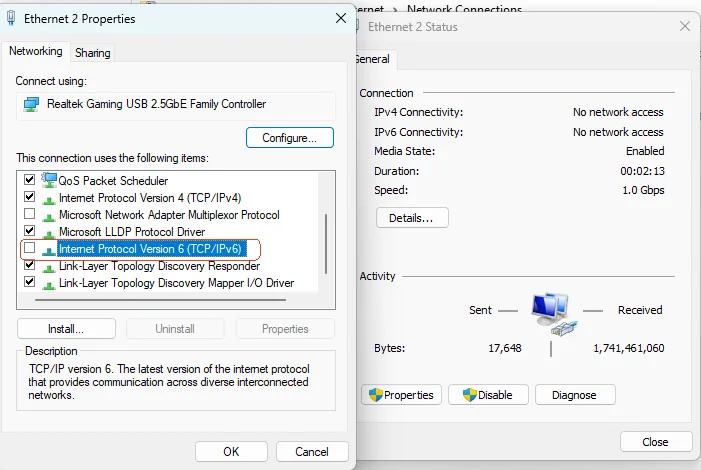 Ethernet 2 Properties
Networking
Sharing
Connect using:
Realtek Gaming USB 2.5GbE Family Controller
Configure...
This connection uses the following items:
QoS Packet Scheduler
Internet Protocol Version 4 (TCP/IPv4)
Microsoft Network Adapter Multiplexor Protocol
Microsoft LLDP Protocol Driver
Internet Protocol Version 6 (TCP/IPv6)
Link-Layer Topology Discovery Responder
Link-Layer Topology Discovery Mapper I/O Driver
Install...
Uninstall
Properties
Description
TCP/IP version 6. The latest version of the internet protocol
that provides communication across diverse interconnected
networks.
OK
Cancel
Network Connections
Ethernet 2 Status
General
Connection
IPv4 Connectivity: No network access
IPv6 Connectivity: No network access
Media State: Enabled
Duration: 00:02:13
Speed: 1.0 Gbps
Details...
Activity
Sent
Received
Bytes: 17,648 1,741,461,060
Properties
Disable
Diagnose
Close